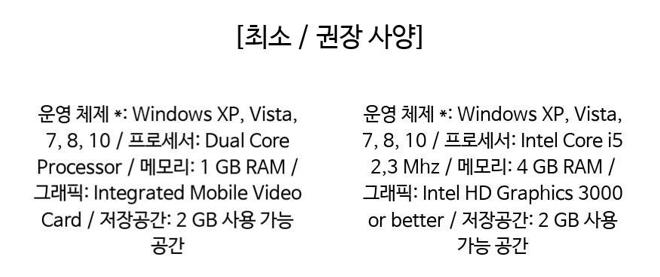 [최소 / 권장 사양]
운영 체제 *: Windows XP, Vista,
7, 8, 10 / 프로세서: Dual Core
Processor / 메모리: 1 GB RAM /
그래픽: Integrated Mobile Video
Card / 저장공간: 2 GB 사용 가능
공간
운영 체제 *: Windows XP, Vista,
7, 8, 10 / 프로세서: Intel Core i5
2,3 Mhz / 메모리: 4 GB RAM /
그래픽: Intel HD Graphics 3000
or better / 저장공간: 2 GB 사용
가능 공간